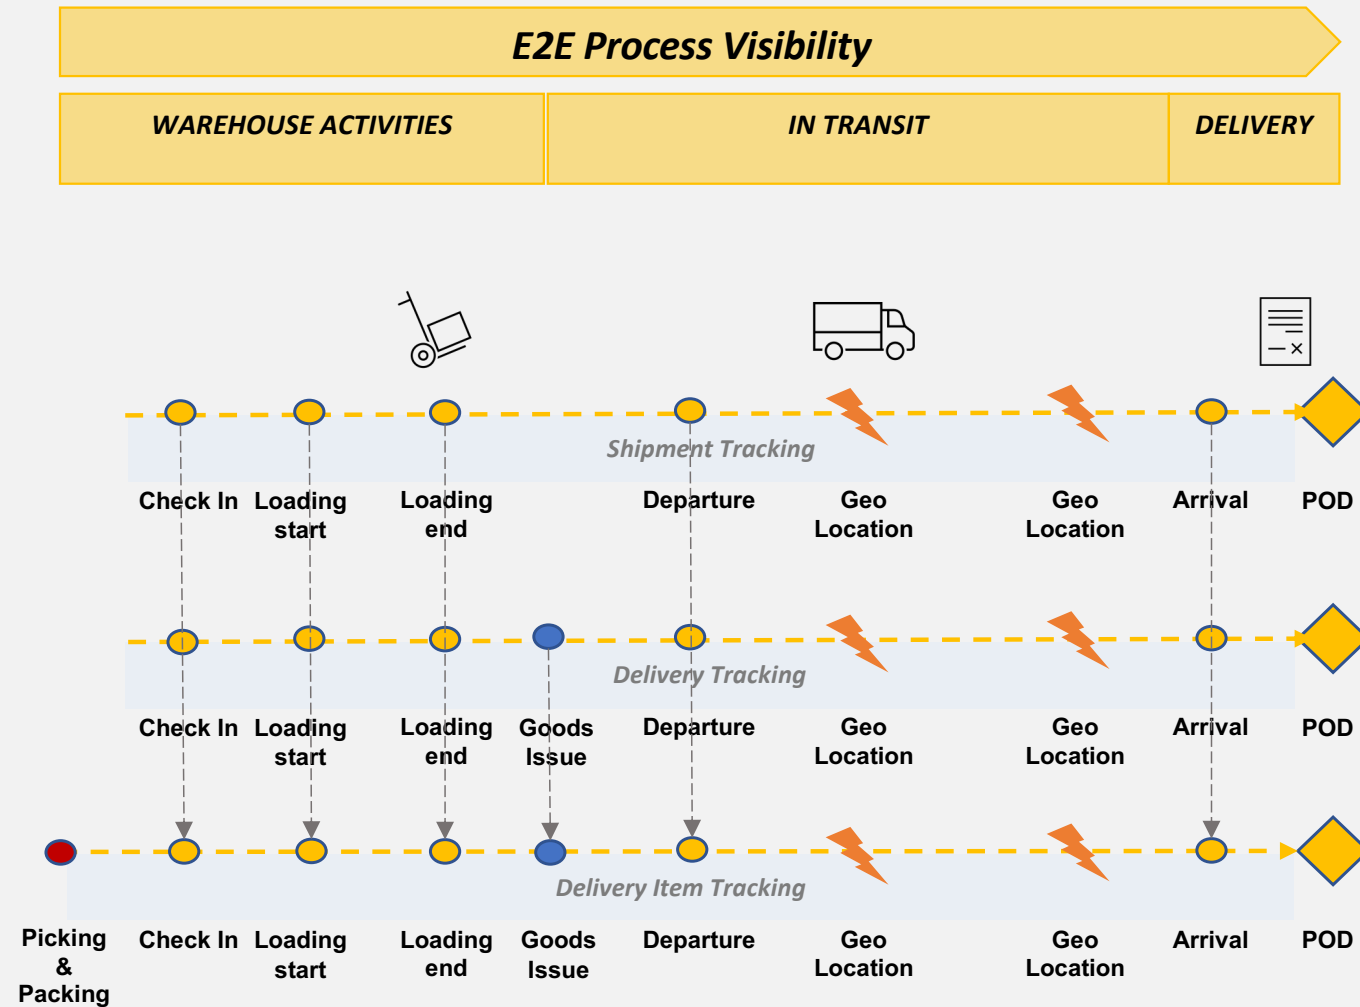 E2E Process Visibility
WAREHOUSE ACTIVITIES
IN TRANSIT
DELIVERY
Shipment Tracking
Check In
Loading
start
Loading
end
Departure
Geo
Location
Geo
Location
Arrival
POD
Delivery Tracking
Check In
Loading
start
Loading
end
Goods
Issue
Departure
Geo
Location
Geo
Location
Arrival
POD
Delivery Item Tracking
Picking
&
Packing
Check In
Loading
start
Loading
end
Goods
Issue
Departure
Geo
Location
Geo
Location
Arrival
POD